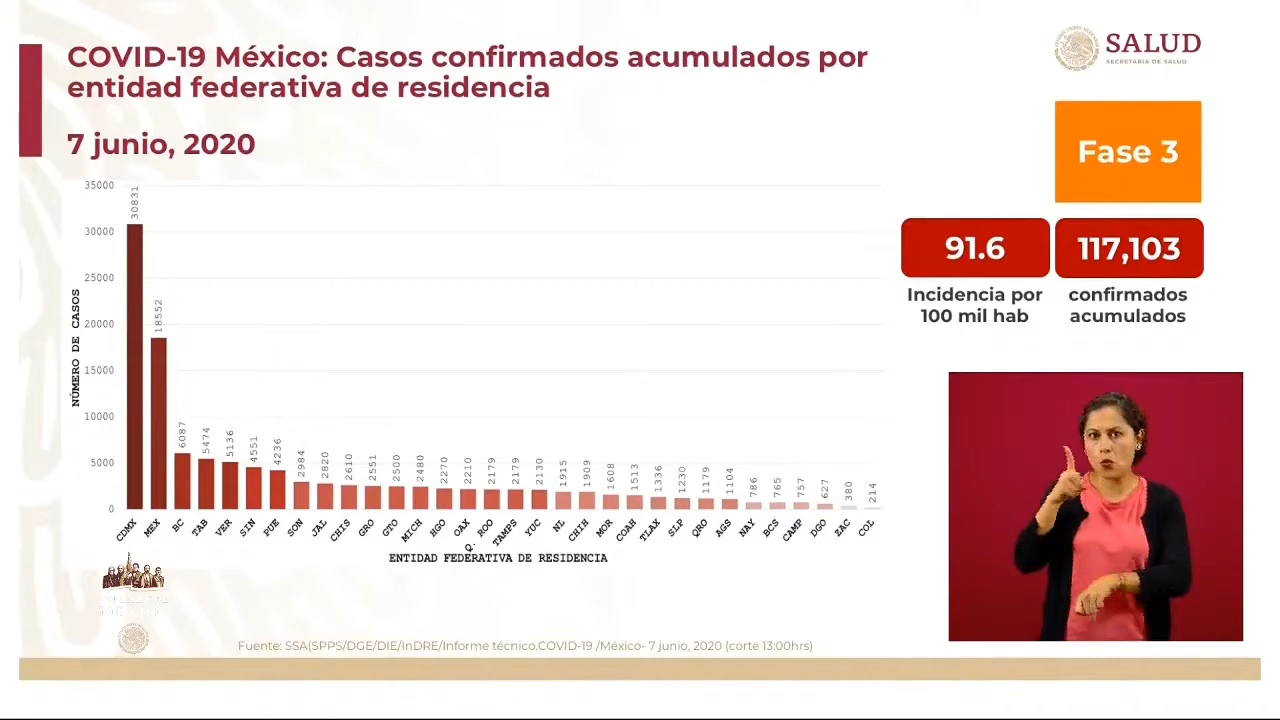 COVID-19 México: Casos confirmados acumulados por
entidad federativa de residencia
7 junio, 2020
SALUD
SECRETARÍA DE SALUD
Fase 3
91.6
Incidencia por
100 mil hab
117,103
confirmados
acumulados
NÚMERO DE CASOS
35000
30000
25000
20000
15000
10000
5000
0
30831
18552
6087
5474
5136
4551
4236
2984
2820
2610
2551
2500
2480
2270
2210
2179
2179
2130
1915
1909
1608
1513
1336
1230
1179
1104
786
765
757
627
380
214
CDMX
MEX
BC
TAB
VER
SIN
PUE
SON
JAL
CHIS
GRO
GTO
MICH
HGO
OAX
Q. ROO
TAMPS
YUC
NL
CHIH
MOR
COAH
TLAX
SLP
QRO
AGS
NAY
BCS
CAMP
DGO
ZAC
COL
ENTIDAD FEDERATIVA DE RESIDENCIA
Fuente: SSA(SPPS/DGE/DIE/InDRE/Informe técnico.COVID-19 /México- 7 junio, 2020 (corte 13:00hrs)